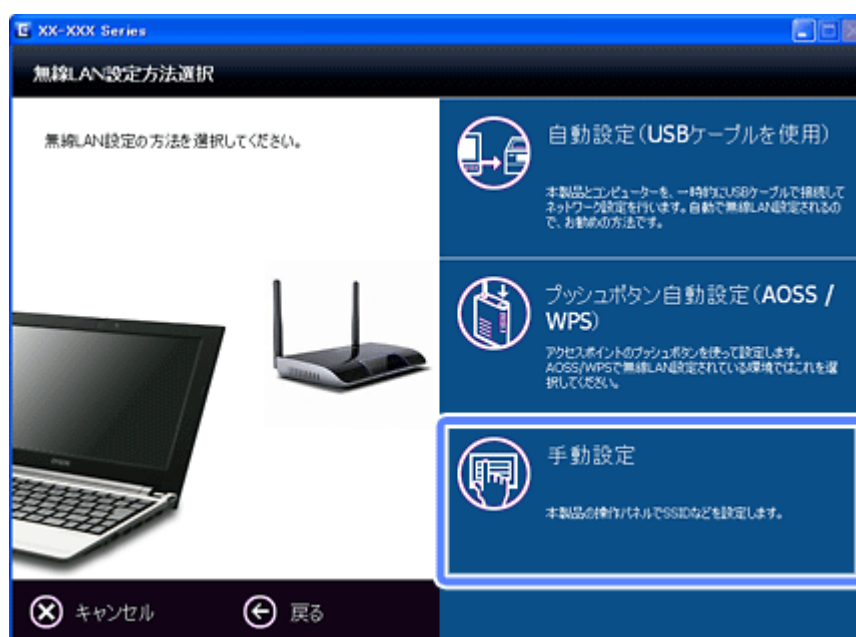 XX-XXX Series
無線LAN設定方法選択
無線LAN設定の方法を選択してください。
自動設定(USBケーブルを使用)
本製品とコンピューターを、一時的にUSBケーブルで接続して
ネットワーク設定を行います。自動で無線LAN設定されるの
で、お勧めの方法です。
プッシュボタン自動設定(AOSS /
WPS)
アクセスポイントのプッシュボタンを使って設定します。
AOSS/WPSで無線LAN設定されている環境ではこれを選
択してください。
手動設定
本製品の操作パネルでSSIDなどを設定します。
EPSON
キャンセル
戻る